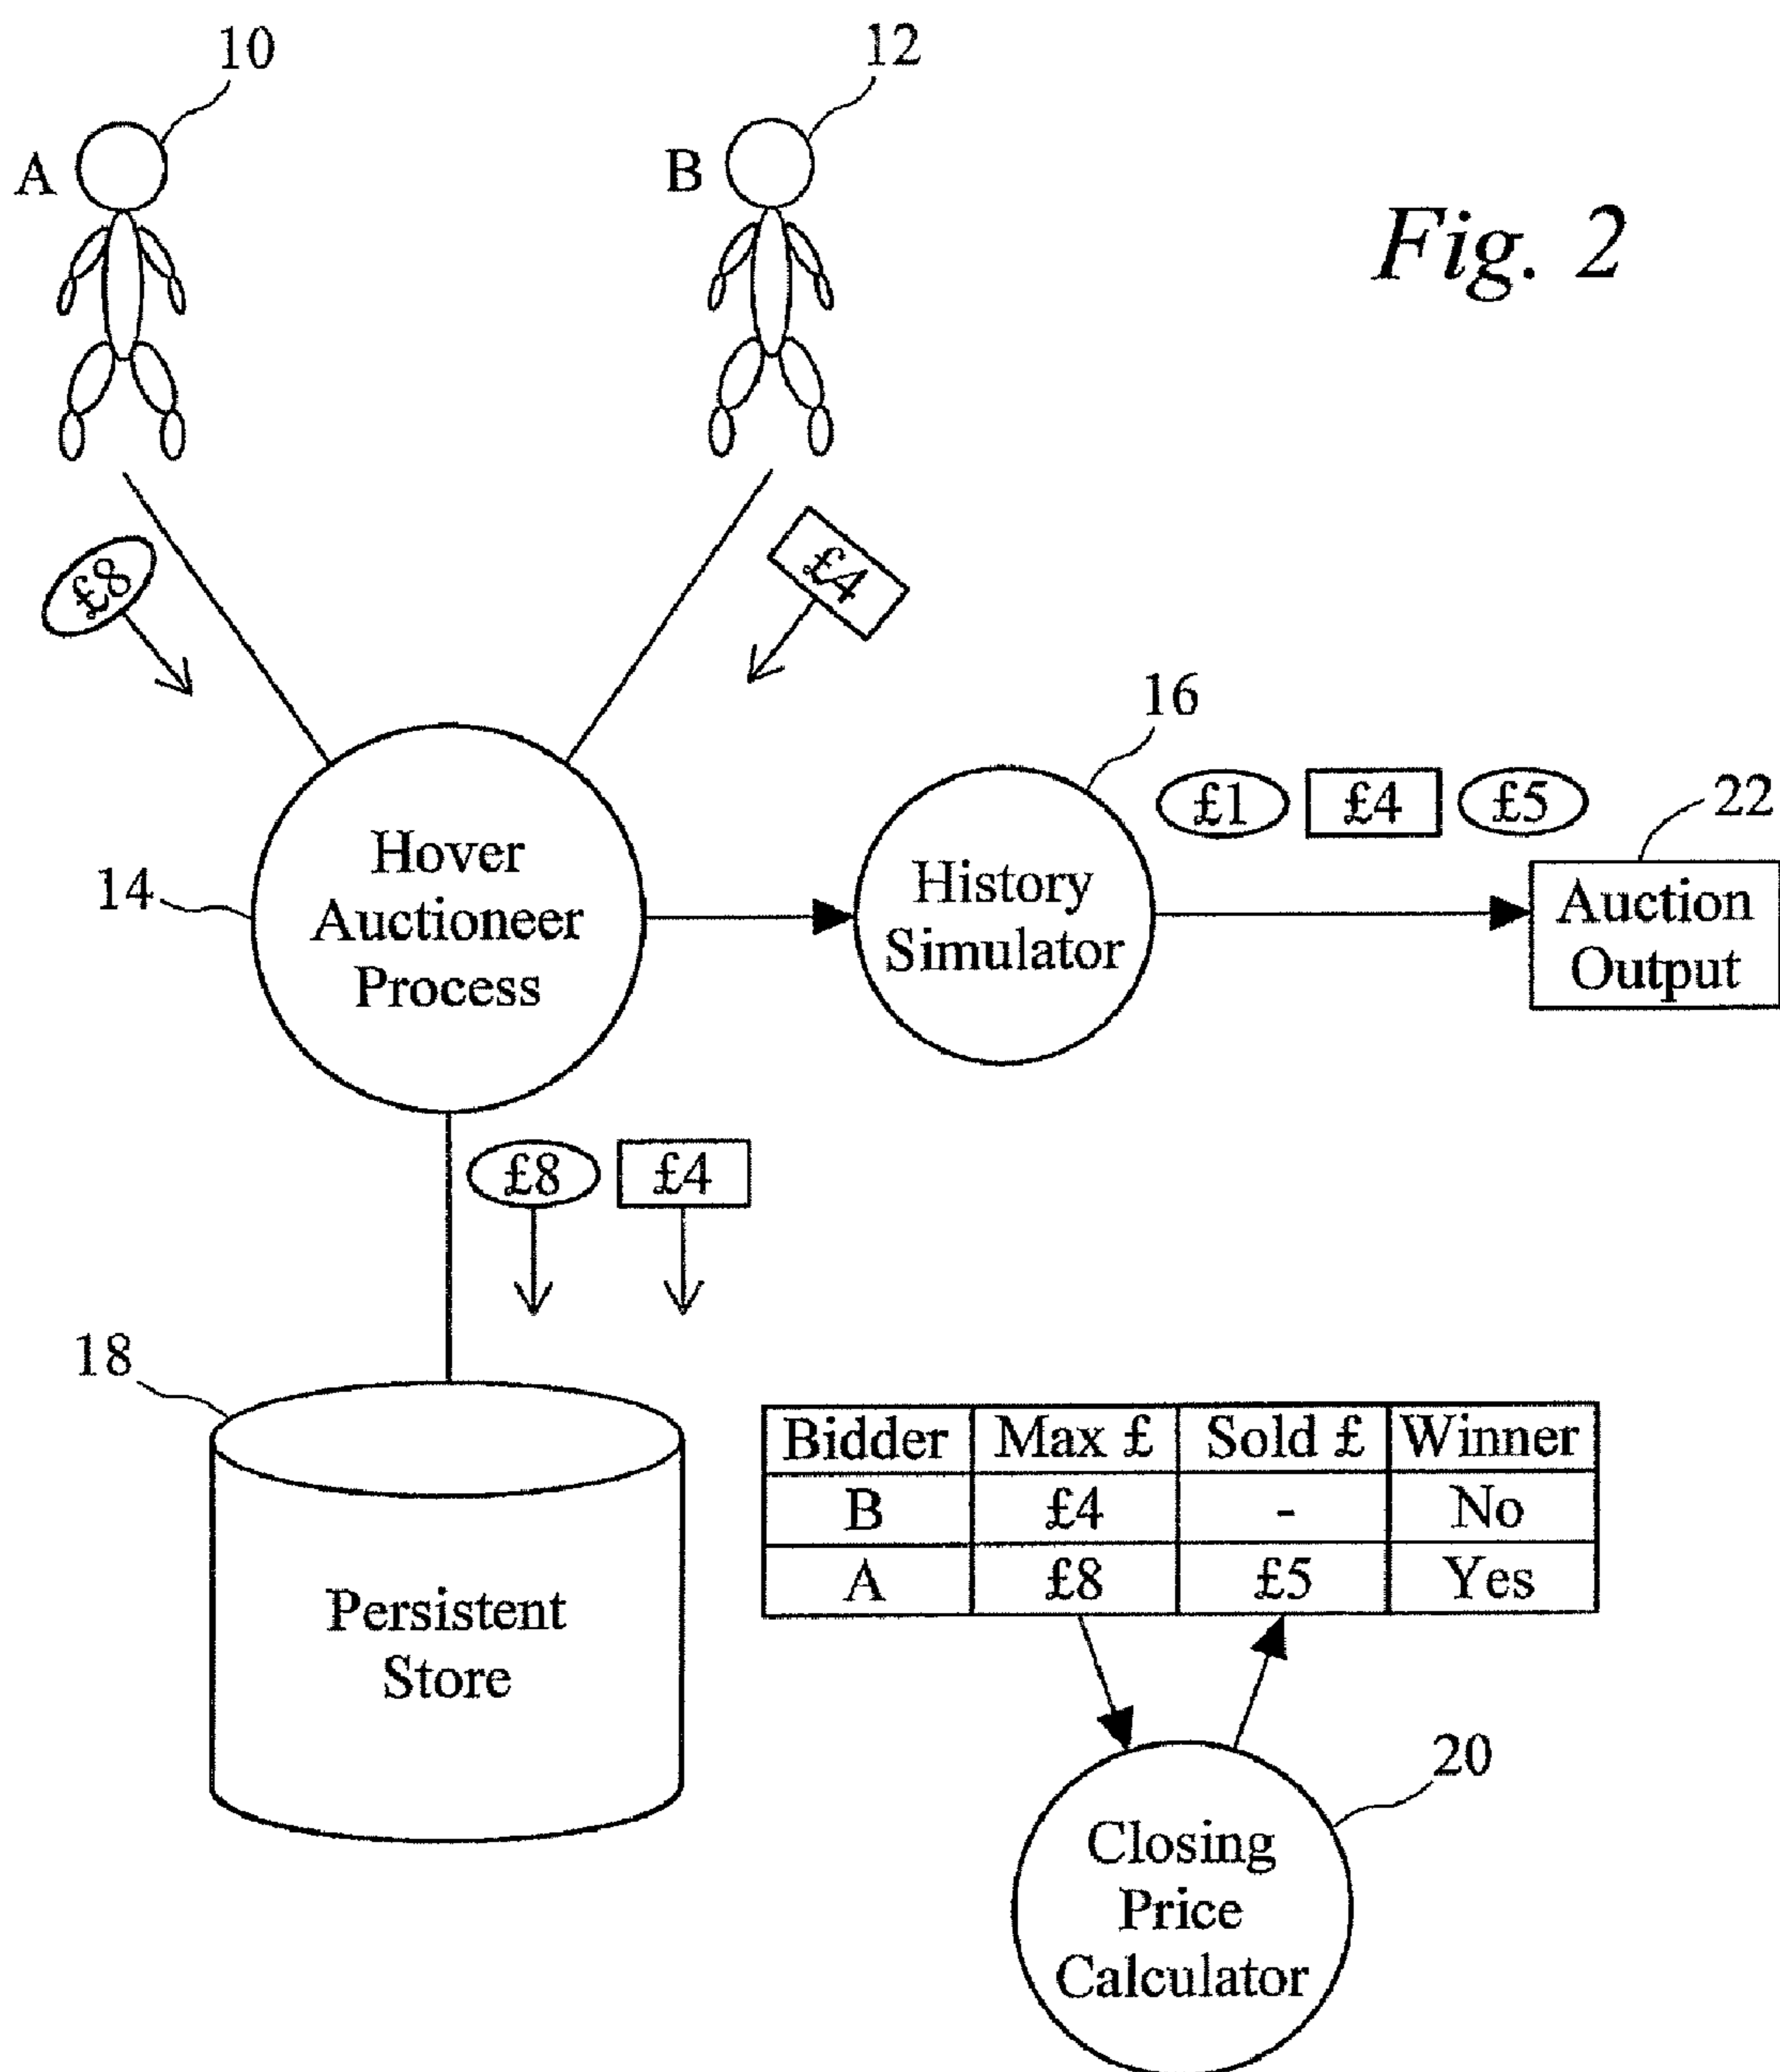 10
12
A
B
Fig. 2
£8
£4
16
£1 £4 £5
22
14
Hover
Auctioneer
Process
History
Simulator
Auction
Output
£8 £4
18
Persistent
Store
Bidder Max £ Sold £ Winner
B £4 - No
A £8 £5 Yes
20
Closing
Price
Calculator